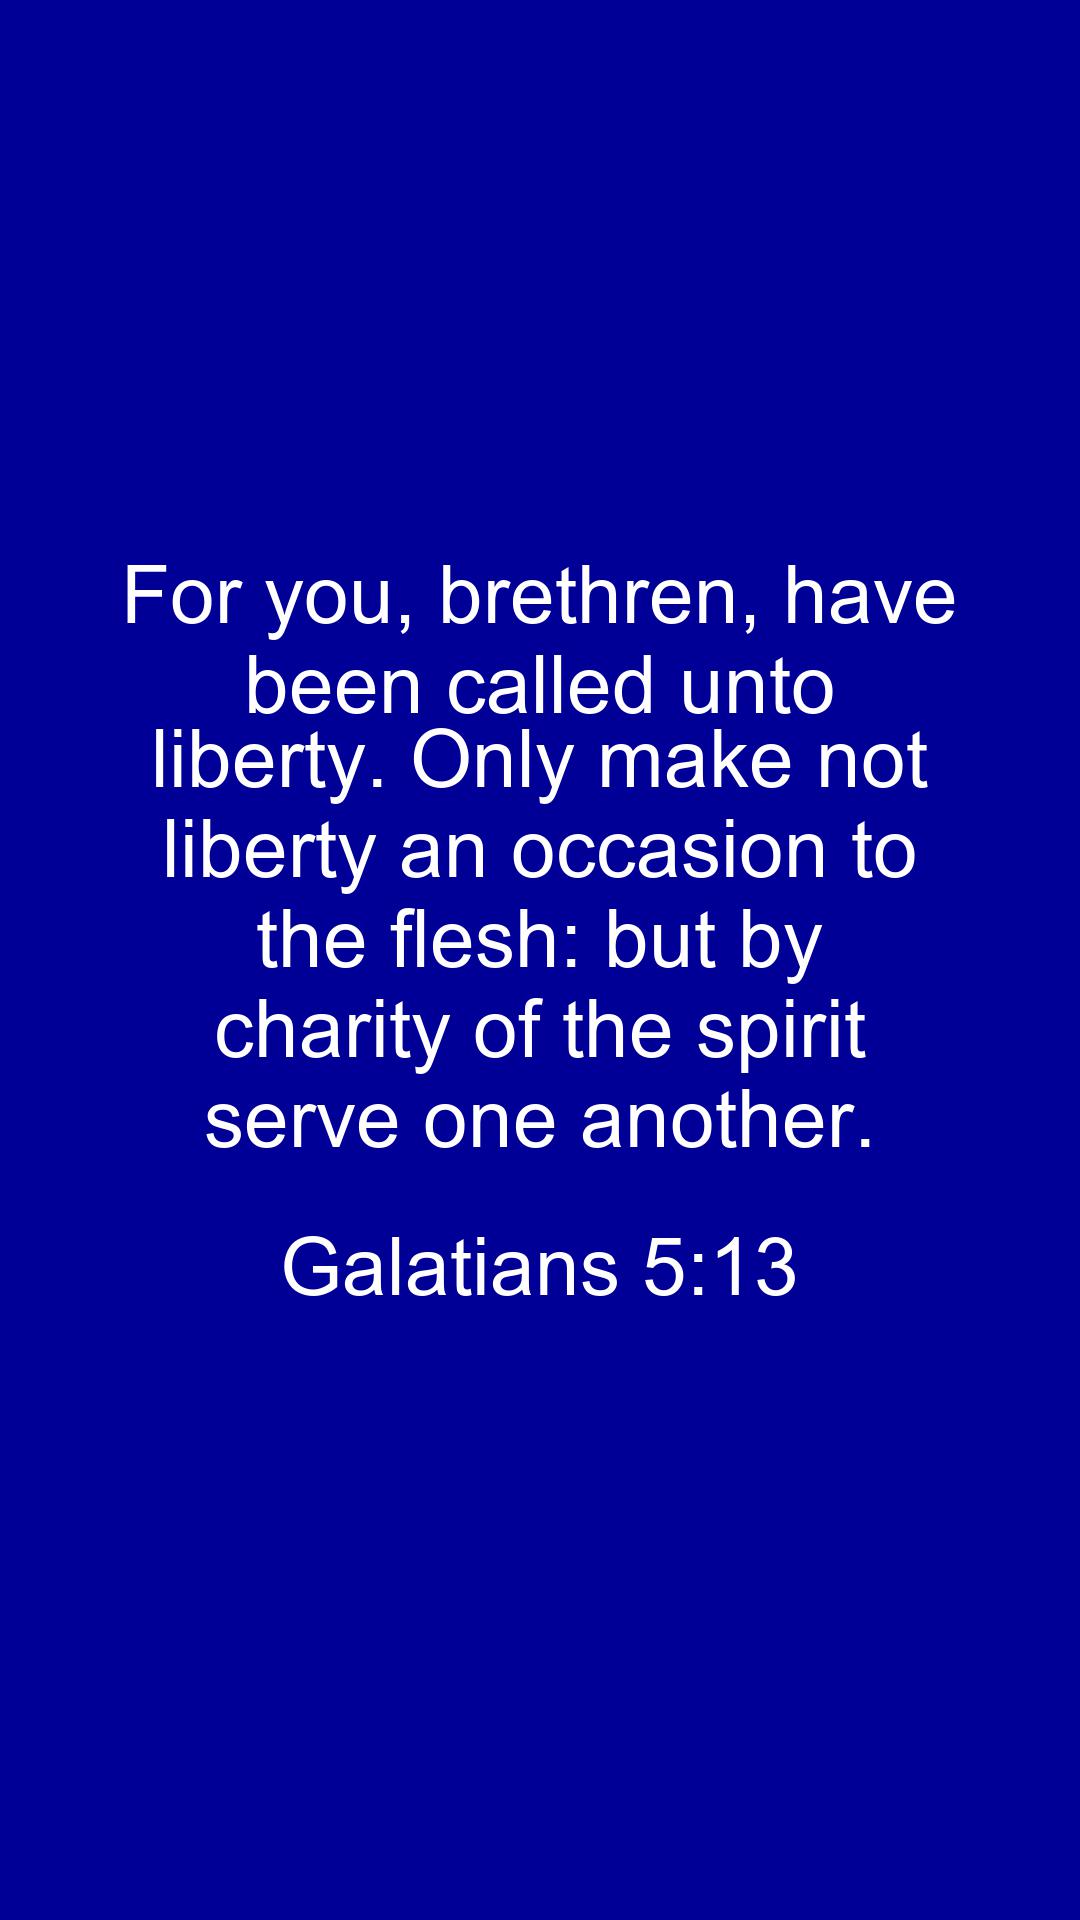 For you, brethren, have
been called unto
liberty. Only make not
liberty an occasion to
the flesh: but by
charity of the spirit
serve one another.
Galatians 5:13